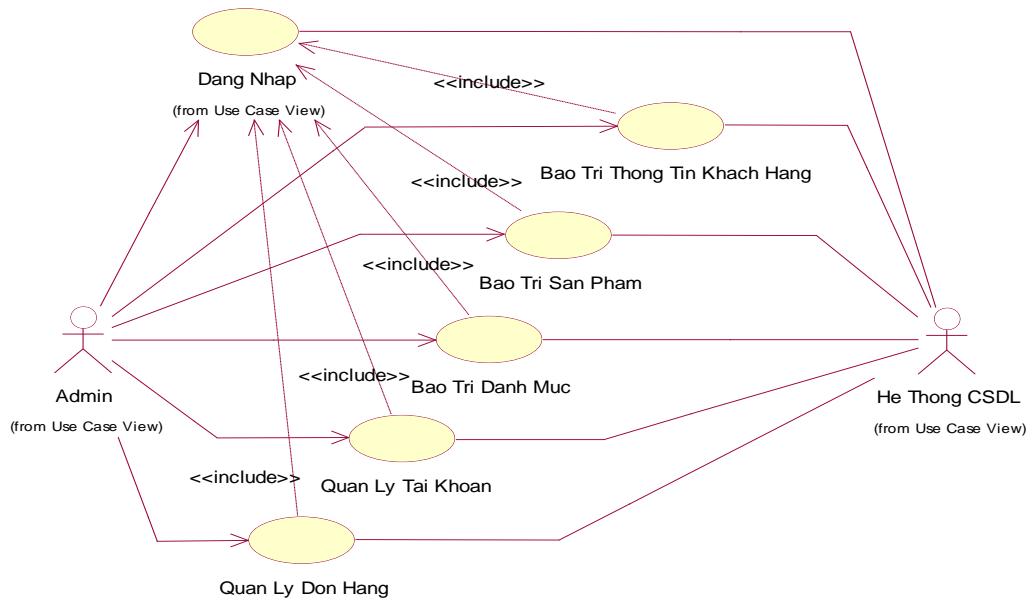 Dang Nhap
(from Use Case View)
<<include>>
Bao Tri Thong Tin Khach Hang
<<include>>
Bao Tri San Pham
<<include>>
Bao Tri Danh Muc
Admin
(from Use Case View)
He Thong CSDL
(from Use Case View)
<<include>>
Quan Ly Tai Khoan
<<include>>
Quan Ly Don Hang